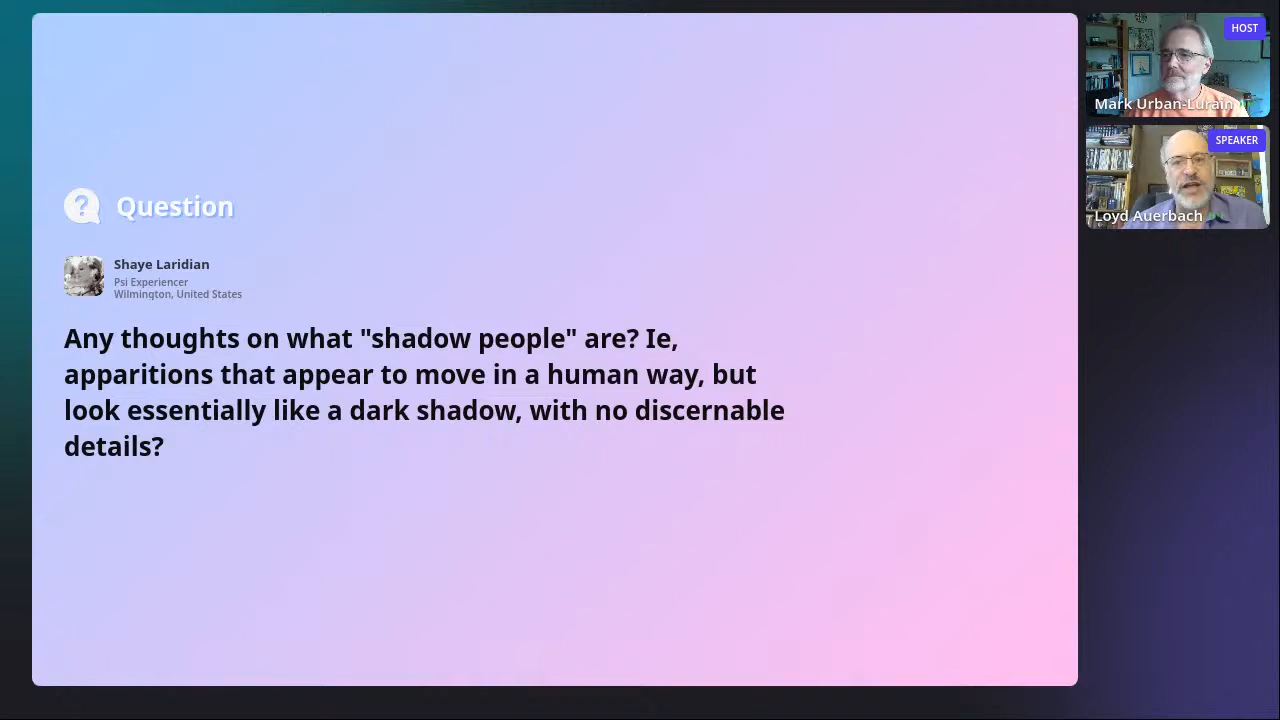 Question
Shaye Laridian
Psi Experiencer
Wilmington, United States
Any thoughts on what "shadow people" are? Ie,
apparitions that appear to move in a human way, but
look essentially like a dark shadow, with no discernable
details?
HOST
Mark Urban-Lurain
SPEAKER
Loyd Auerbach